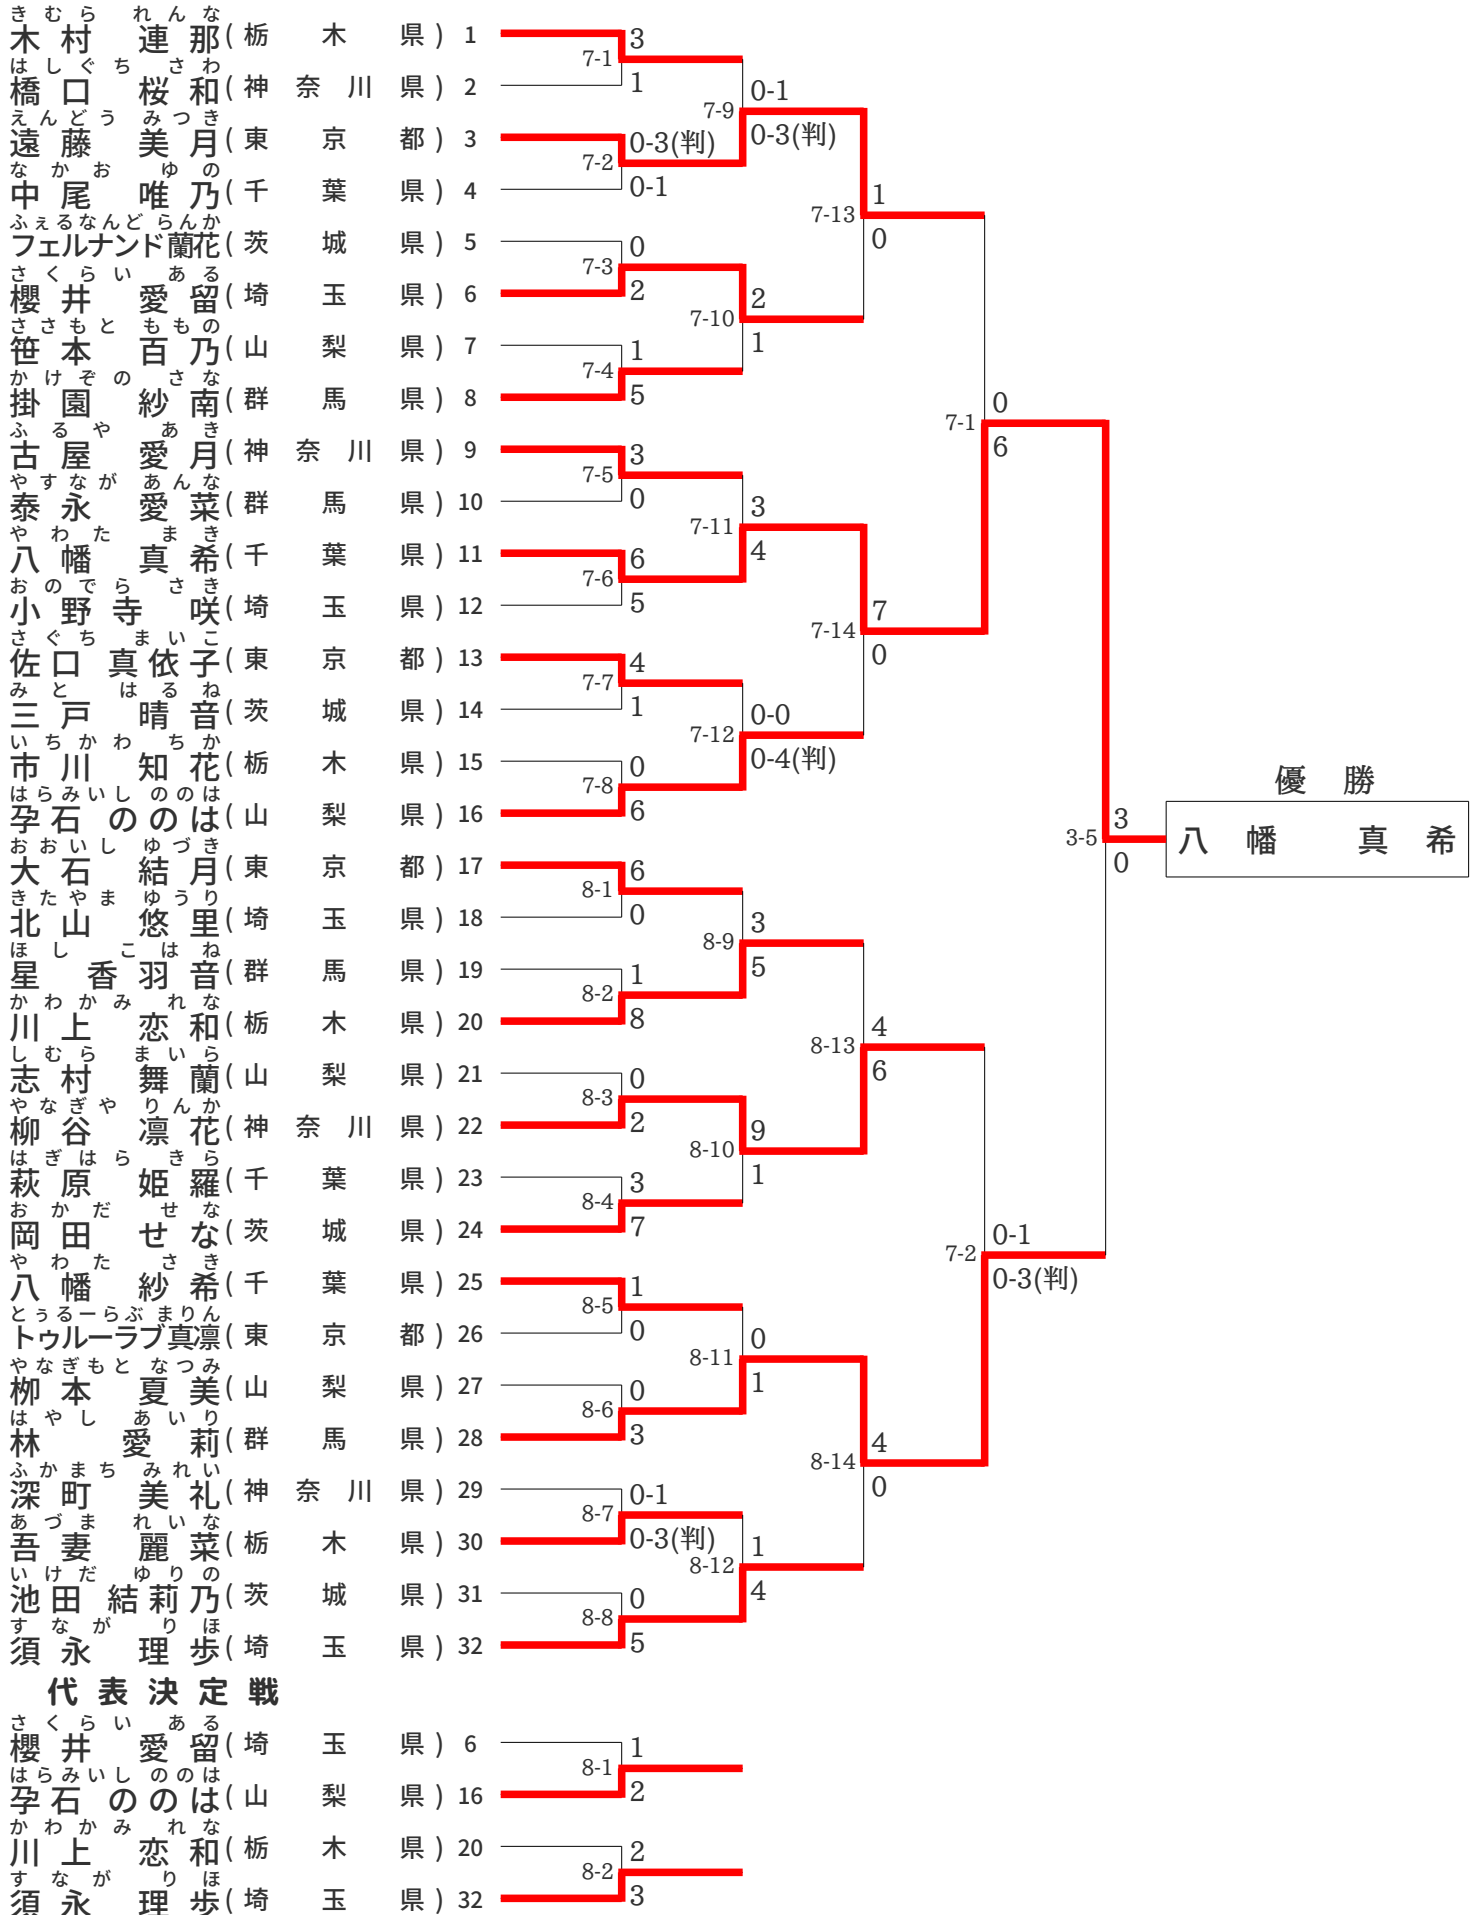 きむら れんな
木村 連那(栃木県) 1
はしぐち さわ
橋口 桜和(神奈川県) 2
えんどう みつき
遠藤 美月(東京都) 3
なかお ゆの
中尾 唯乃(千葉県) 4
ふぇるなんど らんか
フェルナンド蘭花(茨城県) 5
さくらい ある
櫻井 愛留(埼玉県) 6
ささもと ももの
笹本 百乃(山梨県) 7
かけぞの さな
掛園 紗南(群馬県) 8
ふるや あき
古屋 愛月(神奈川県) 9
やすなが あんな
泰永 愛菜(群馬県) 10
やわた まき
八幡 真希(千葉県) 11
おのでら さき
小野寺 咲(埼玉県) 12
さぐち まいこ
佐口 真依子(東京都) 13
みと はるね
三戸 晴音(茨城県) 14
いちかわ ちか
市川 知花(栃木県) 15
はらみいし ののは
孕石 ののは(山梨県) 16
おおいし ゆづき
大石 結月(東京都) 17
きたやま ゆうり
北山 悠里(埼玉県) 18
ほし こはね
星 香羽音(群馬県) 19
かわかみ れな
川上 恋和(栃木県) 20
しむら まいら
志村 舞蘭(山梨県) 21
やなぎや りんか
柳谷 凛花(神奈川県) 22
はぎはら きら
萩原 姫羅(千葉県) 23
おかだ せな
岡田 せな(茨城県) 24
やわた さき
八幡 紗希(千葉県) 25
とぅるーらぶ まりん
トゥルーラブ真凛(東京都) 26
やなぎもと なつみ
栁本 夏美(山梨県) 27
はやし あいり
林 愛莉(群馬県) 28
ふかまち みれい
深町 美礼(神奈川県) 29
あづま れいな
吾妻 麗菜(栃木県) 30
いけだ ゆりの
池田 結莉乃(茨城県) 31
すなが りほ
須永 理歩(埼玉県) 32
7-1
3
1
7-2
0-3(判)
0-1
7-3
0
2
7-4
1
5
7-5
3
0
7-6
6
5
7-7
4
1
7-8
0
6
8-1
6
0
8-2
1
8
8-3
0
2
8-4
3
7
8-5
1
0
8-6
0
3
8-7
0-1
0-3(判)
8-8
0
5
7-9
0-1
0-3(判)
7-10
2
1
7-11
3
4
7-12
0-0
0-4(判)
8-9
3
5
8-10
9
1
8-11
0
1
8-12
1
4
7-13
1
0
7-14
7
0
8-13
4
6
8-14
4
0
7-1
0
6
7-2
0-1
0-3(判)
3-5
3
0
優勝
八幡 真希
代表決定戦
さくらい ある
櫻井 愛留(埼玉県) 6
はらみいし ののは
孕石 ののは(山梨県) 16
8-1
1
2
かわかみ れな
川上 恋和(栃木県) 20
すなが りほ
須永 理歩(埼玉県) 32
8-2
2
3